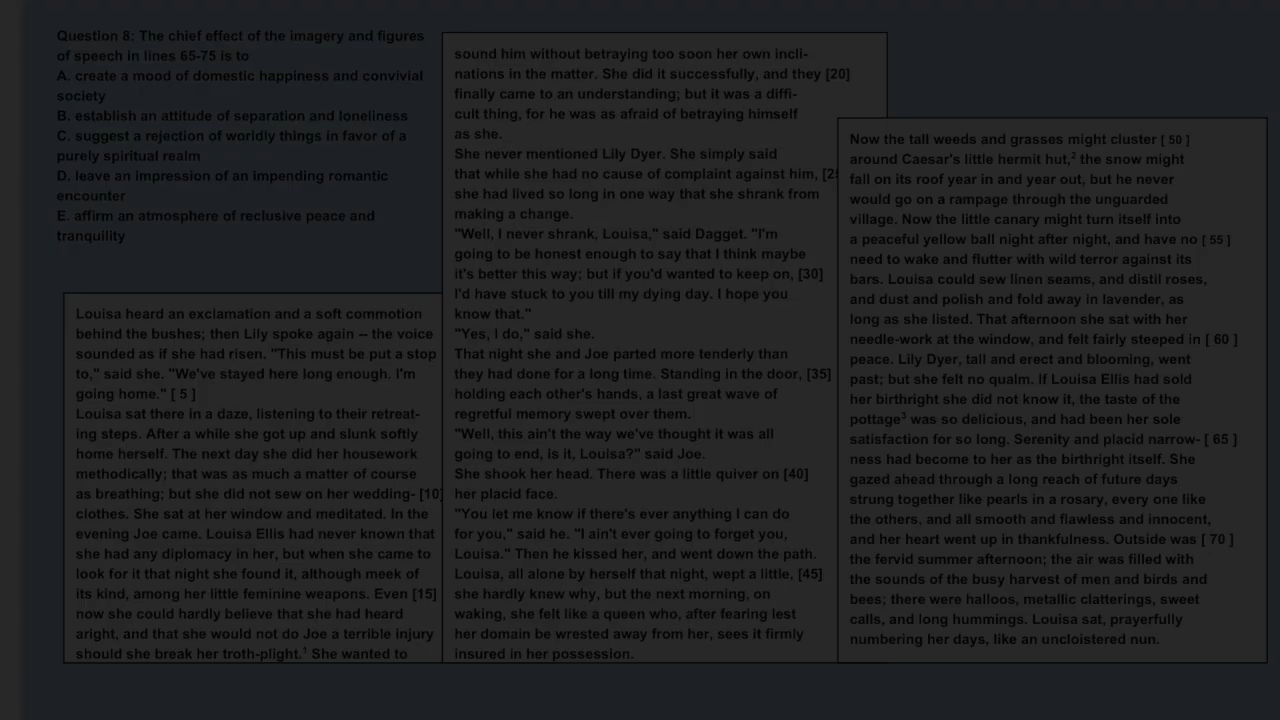 Question 8: The chief effect of the imagery and figures
of speech in lines 65-75 is to
A. create a mood of domestic happiness and convivial
society
B. establish an attitude of separation and loneliness
C. suggest a rejection of worldly things in favor of a
purely spiritual realm
D. leave an impression of an impending romantic
encounter
E. affirm an atmosphere of reclusive peace and
tranquility
Louisa heard an exclamation and a soft commotion
behind the bushes; then Lily spoke again -- the voice
sounded as if she had risen. "This must be put a stop
to," said she. "We've stayed here long enough. I'm
going home." [ 5 ]
Louisa sat there in a daze, listening to their retreat-
ing steps. After a while she got up and slunk softly
home herself. The next day she did her housework
methodically; that was as much a matter of course
as breathing; but she did not sew on her wedding- [10]
clothes. She sat at her window and meditated. In the
evening Joe came. Louisa Ellis had never known that
she had any diplomacy in her, but when she came to
look for it that night she found it, although meek of
its kind, among her little feminine weapons. Even [15]
now she could hardly believe that she had heard
aright, and that she would not do Joe a terrible injury
should she break her troth-plight.¹ She wanted to
sound him without betraying too soon her own incli-
nations in the matter. She did it successfully, and they [20]
finally came to an understanding; but it was a diffi-
cult thing, for he was as afraid of betraying himself
as she.
She never mentioned Lily Dyer. She simply said
that while she had no cause of complaint against him, [25
she had lived so long in one way that she shrank from
making a change.
"Well, I never shrank, Louisa," said Dagget. "I'm
going to be honest enough to say that I think maybe
it's better this way; but if you'd wanted to keep on, [30]
I'd have stuck to you till my dying day. I hope you
know that."
"Yes, I do," said she.
That night she and Joe parted more tenderly than
they had done for a long time. Standing in the door, [35]
holding each other's hands, a last great wave of
regretful memory swept over them.
"Well, this ain't the way we've thought it was all
going to end, is it, Louisa?" said Joe.
She shook her head. There was a little quiver on [40]
her placid face.
"You let me know if there's ever anything I can do
for you," said he. "I ain't ever going to forget you,
Louisa." Then he kissed her, and went down the path.
Louisa, all alone by herself that night, wept a little, [45]
she hardly knew why, but the next morning, on
waking, she felt like a queen who, after fearing lest
her domain be wrested away from her, sees it firmly
insured in her possession.
Now the tall weeds and grasses might cluster [ 50 ]
around Caesar's little hermit hut,² the snow might
fall on its roof year in and year out, but he never
would go on a rampage through the unguarded
village. Now the little canary might turn itself into
a peaceful yellow ball night after night, and have no [ 55 ]
need to wake and flutter with wild terror against its
bars. Louisa could sew linen seams, and distil roses,
and dust and polish and fold away in lavender, as
long as she listed. That afternoon she sat with her
needle-work at the window, and felt fairly steeped in [ 60 ]
peace. Lily Dyer, tall and erect and blooming, went
past; but she felt no qualm. If Louisa Ellis had sold
her birthright she did not know it, the taste of the
pottage³ was so delicious, and had been her sole
satisfaction for so long. Serenity and placid narrow- [ 65 ]
ness had become to her as the birthright itself. She
gazed ahead through a long reach of future days
strung together like pearls in a rosary, every one like
the others, and all smooth and flawless and innocent,
and her heart went up in thankfulness. Outside was [ 70 ]
the fervid summer afternoon; the air was filled with
the sounds of the busy harvest of men and birds and
bees; there were halloos, metallic clatterings, sweet
calls, and long hummings. Louisa sat, prayerfully
numbering her days, like an uncloistered nun.